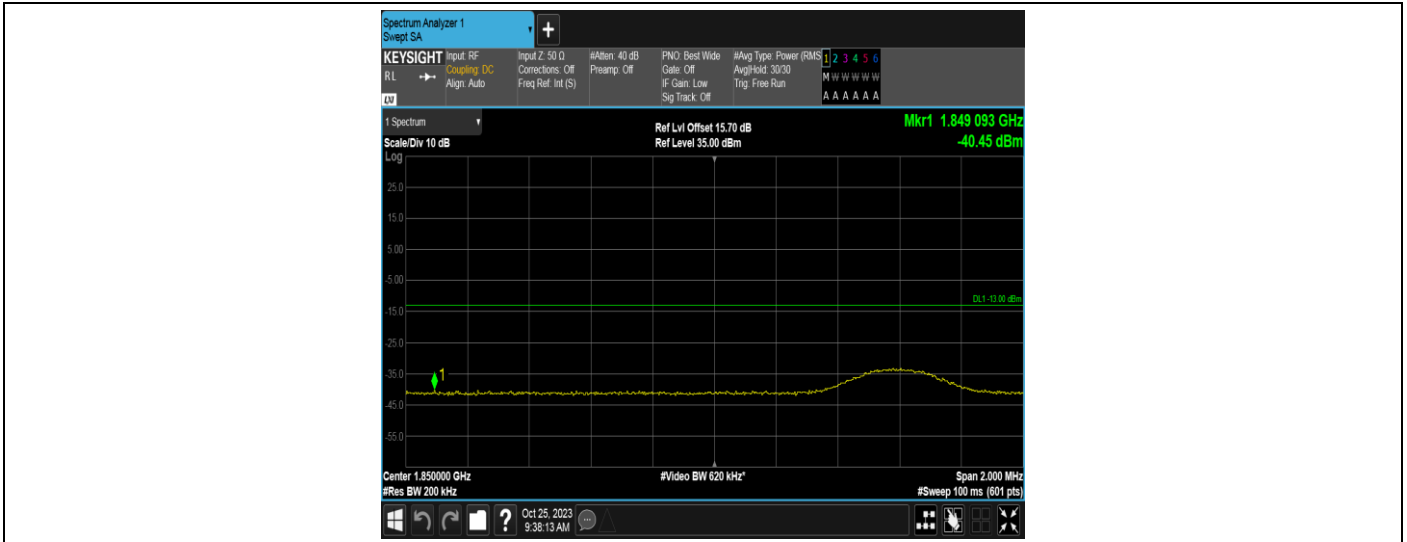 Spectrum Analyzer 1
Swept SA
KEYSIGHT
RL
LXI
Input: RF
Coupling: DC
Align: Auto
Input Z: 50 Ω
Corrections: Off
Freq Ref: Int (S)
#Atten: 40 dB
Preamp: Off
PNO: Best Wide
Gate: Off
IF Gain: Low
Sig Track: Off
#Avg Type: Power (RMS
Avg|Hold: 30/30
Trig: Free Run
1 2 3 4 5 6
M W W W W W
A A A A A A
1 Spectrum
Scale/Div 10 dB
Log
Ref Lvl Offset 15.70 dB
Ref Level 35.00 dBm
Mkr1 1.849 093 GHz
-40.45 dBm
25.0
15.0
5.00
-5.00
DL1 -13.00 dBm
-15.0
-25.0
-35.0
1
-45.0
-55.0
Center 1.850000 GHz
#Video BW 620 kHz*
Span 2.000 MHz
#Res BW 200 kHz
#Sweep 100 ms (601 pts)
?
Oct 25, 2023
9:38:13 AM